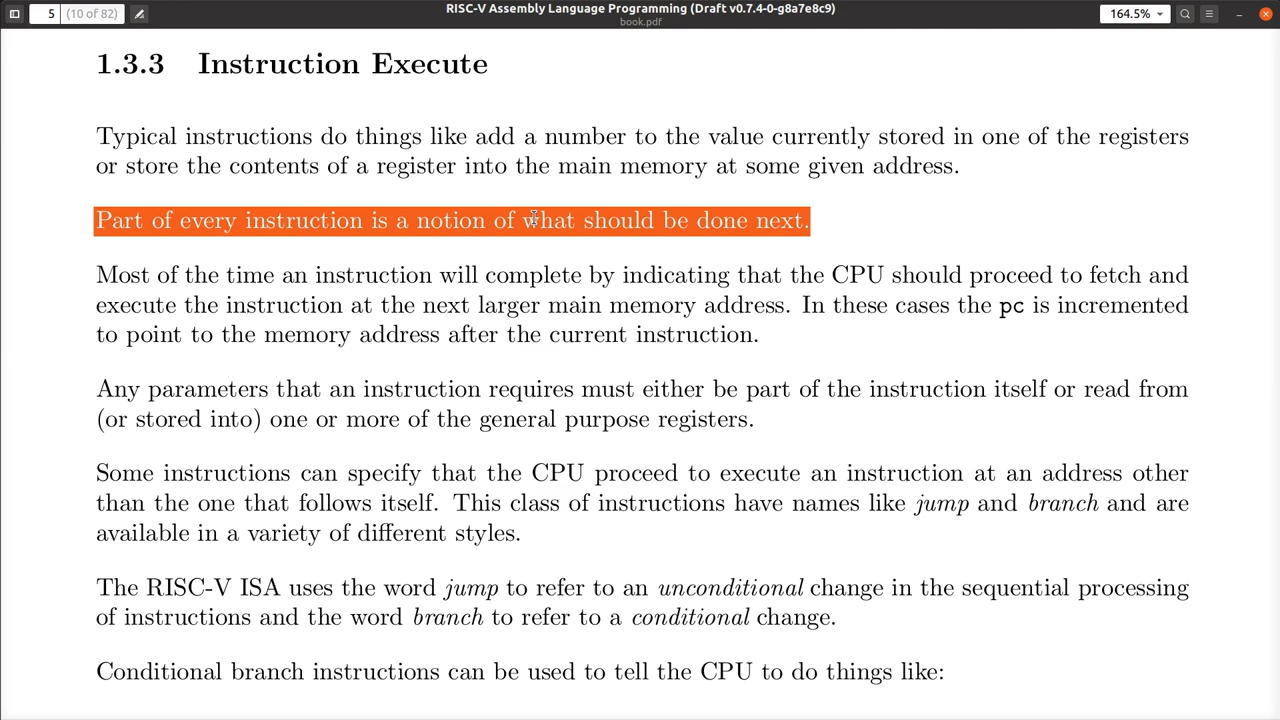 5 (10 of 82)
RISC-V Assembly Language Programming (Draft v0.7.4-0-g8a7e8c9)
book.pdf
164.5%
1.3.3 Instruction Execute
Typical instructions do things like add a number to the value currently stored in one of the registers
or store the contents of a register into the main memory at some given address.
Part of every instruction is a notion of what should be done next.
Most of the time an instruction will complete by indicating that the CPU should proceed to fetch and
execute the instruction at the next larger main memory address. In these cases the pc is incremented
to point to the memory address after the current instruction.
Any parameters that an instruction requires must either be part of the instruction itself or read from
(or stored into) one or more of the general purpose registers.
Some instructions can specify that the CPU proceed to execute an instruction at an address other
than the one that follows itself. This class of instructions have names like jump and branch and are
available in a variety of different styles.
The RISC-V ISA uses the word jump to refer to an unconditional change in the sequential processing
of instructions and the word branch to refer to a conditional change.
Conditional branch instructions can be used to tell the CPU to do things like: